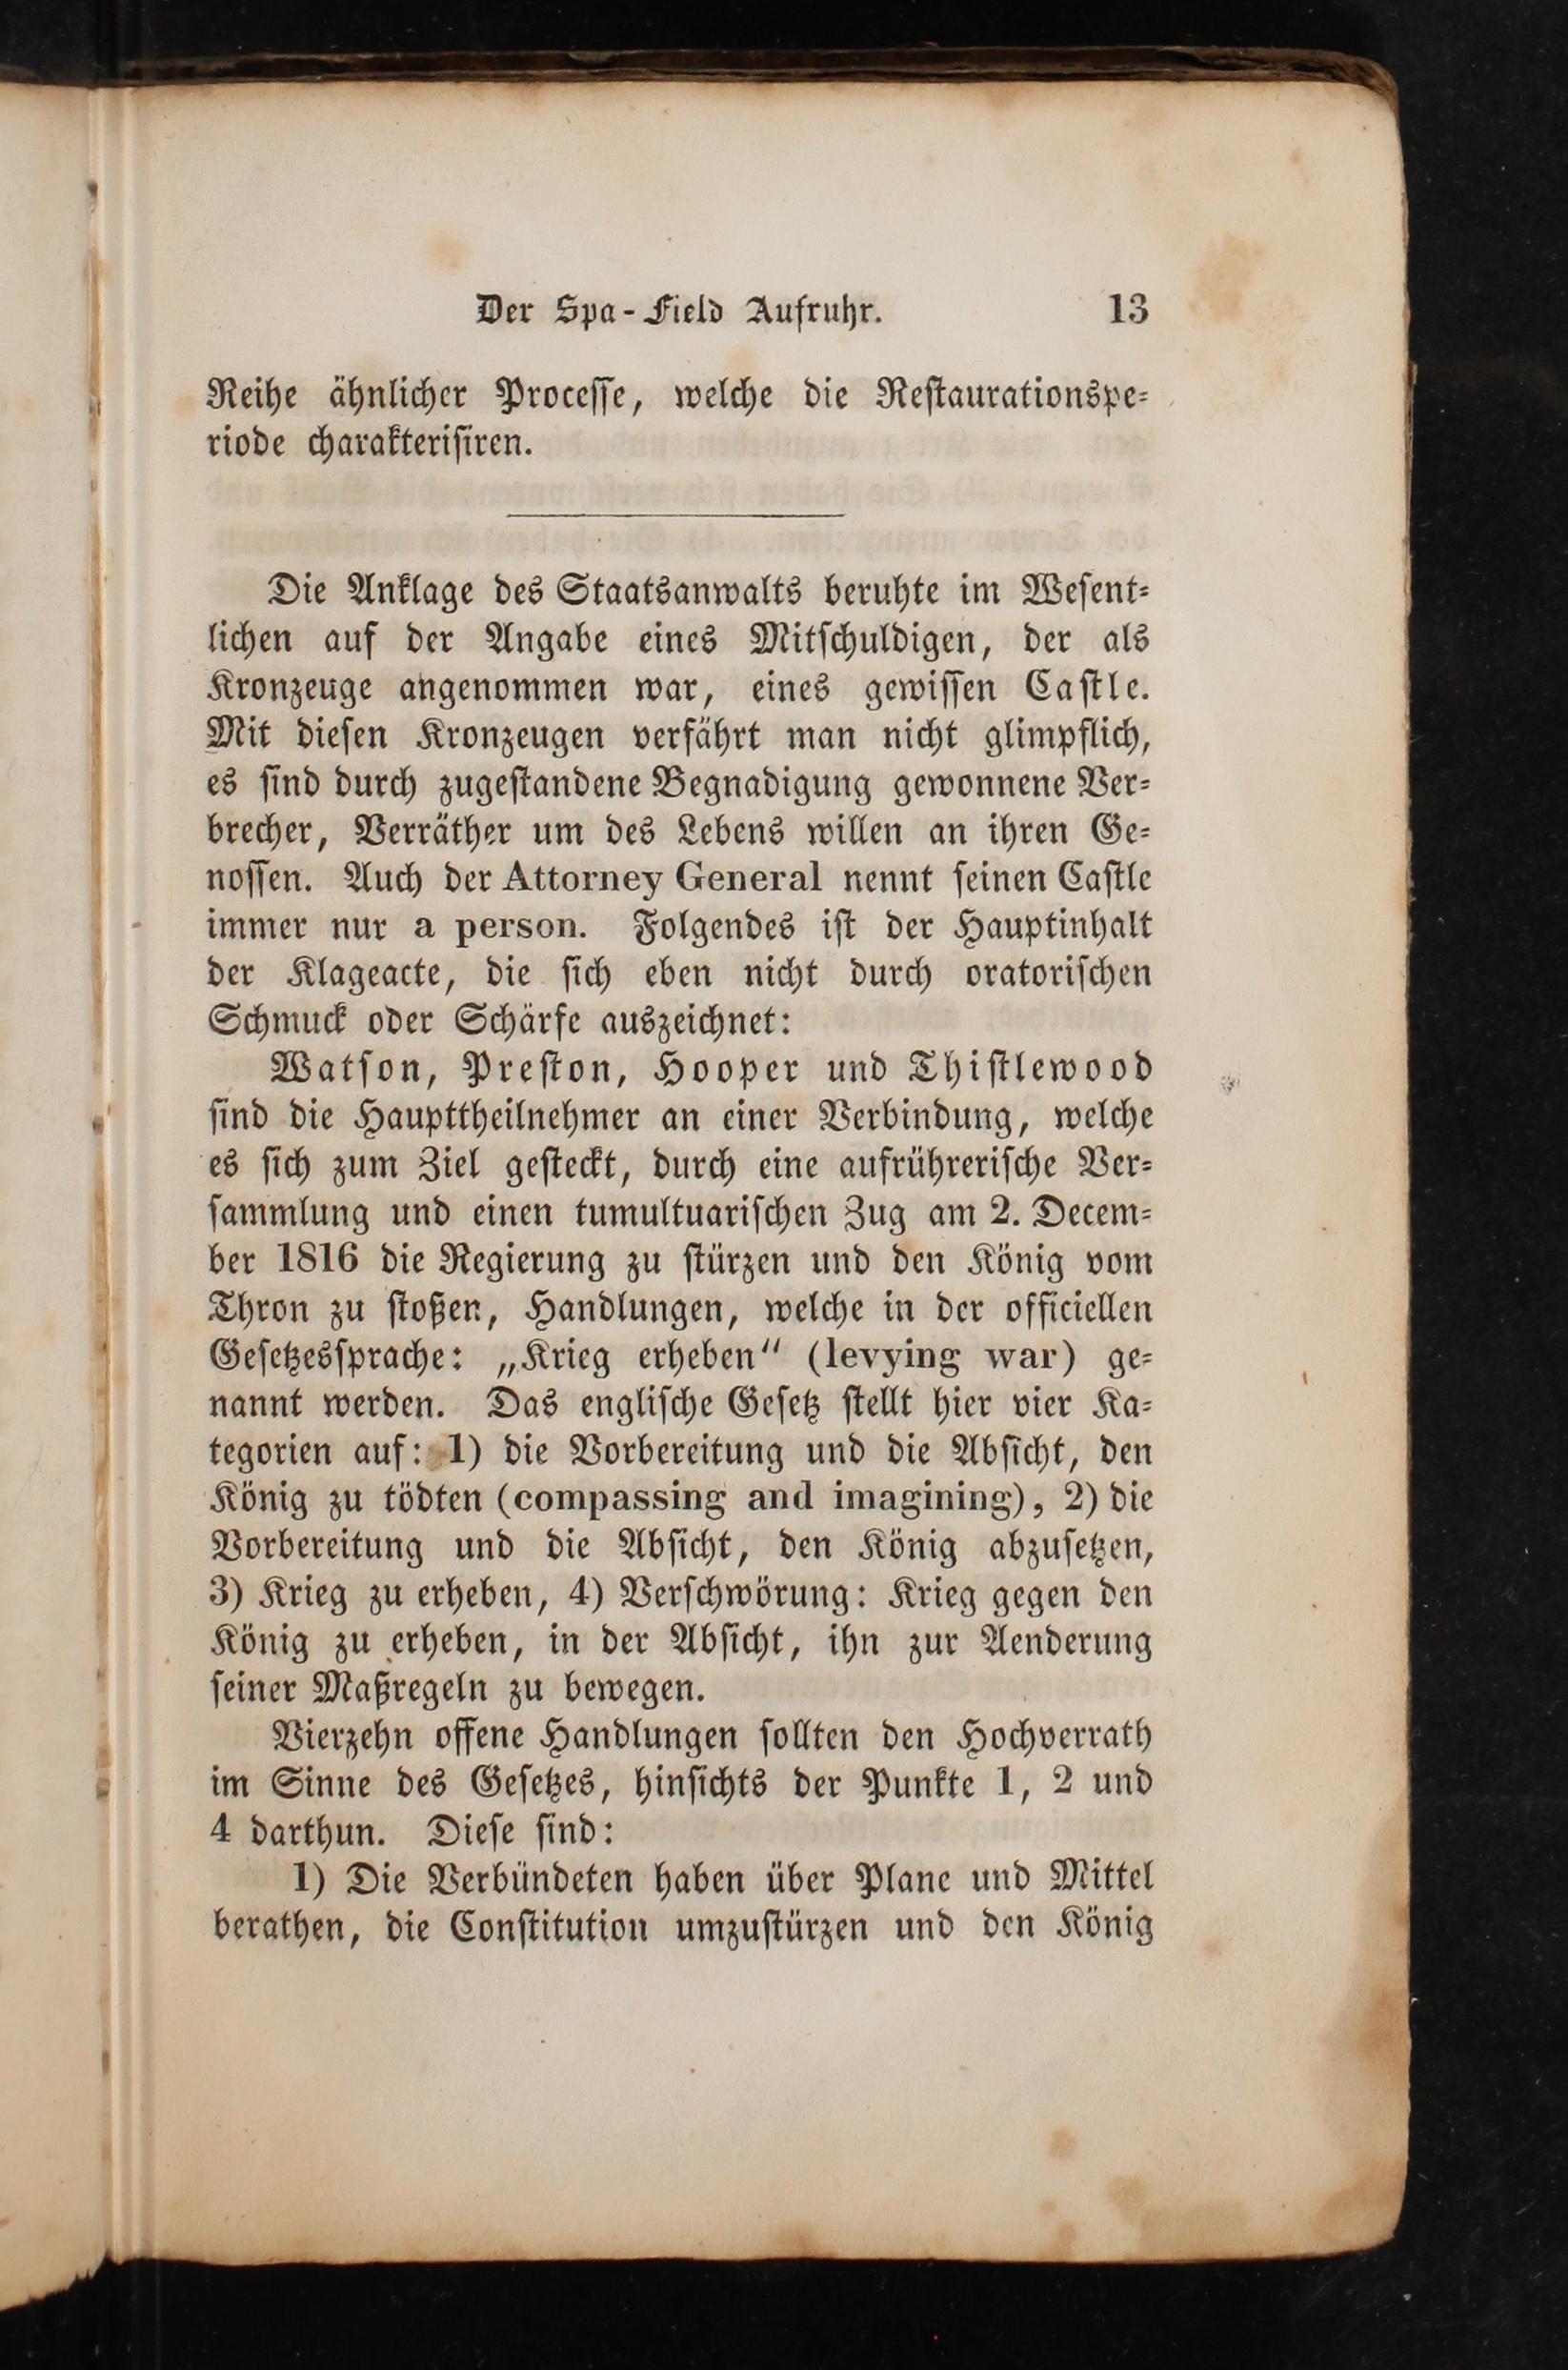 Der Spa-Field Aufruhr. 13
Reihe ähnlicher Processe, welche die Restaurationspe-
riode charakterisiren.
Die Anklage des Staatsanwalts beruhte im Wesent-
lichen auf der Angabe eines Mitschuldigen, der als
Kronzeuge angenommen war, eines gewissen Castle.
Mit diesen Kronzeugen verfährt man nicht glimpflich,
es sind durch zugestandene Begnadigung gewonnene Ver-
brecher, Verräther um des Lebens willen an ihren Ge-
nossen. Auch der Attorney General nennt seinen Castle
immer nur a person. Folgendes ist der Hauptinhalt
der Klageacte, die sich eben nicht durch oratorischen
Schmuck oder Schärfe auszeichnet:
Watson, Preston, Hooper und Thistlewood
sind die Haupttheilnehmer an einer Verbindung, welche
es sich zum Ziel gesteckt, durch eine aufrührerische Ver-
sammlung und einen tumultuarischen Zug am 2. Decem-
ber 1816 die Regierung zu stürzen und den König vom
Thron zu stoßen, Handlungen, welche in der officiellen
Gesetzessprache: „Krieg erheben“ (levying war) ge-
nannt werden. Das englische Gesetz stellt hier vier Ka-
tegorien auf: 1) die Vorbereitung und die Absicht, den
König zu tödten (compassing and imagining), 2) die
Vorbereitung und die Absicht, den König abzusetzen,
3) Krieg zu erheben, 4) Verschwörung: Krieg gegen den
König zu erheben, in der Absicht, ihn zur Aenderung
seiner Maßregeln zu bewegen.
Vierzehn offene Handlungen sollten den Hochverrath
im Sinne des Gesetzes, hinsichts der Punkte 1, 2 und
4 darthun. Diese sind:
1) Die Verbündeten haben über Plane und Mittel
berathen, die Constitution umzustürzen und den König